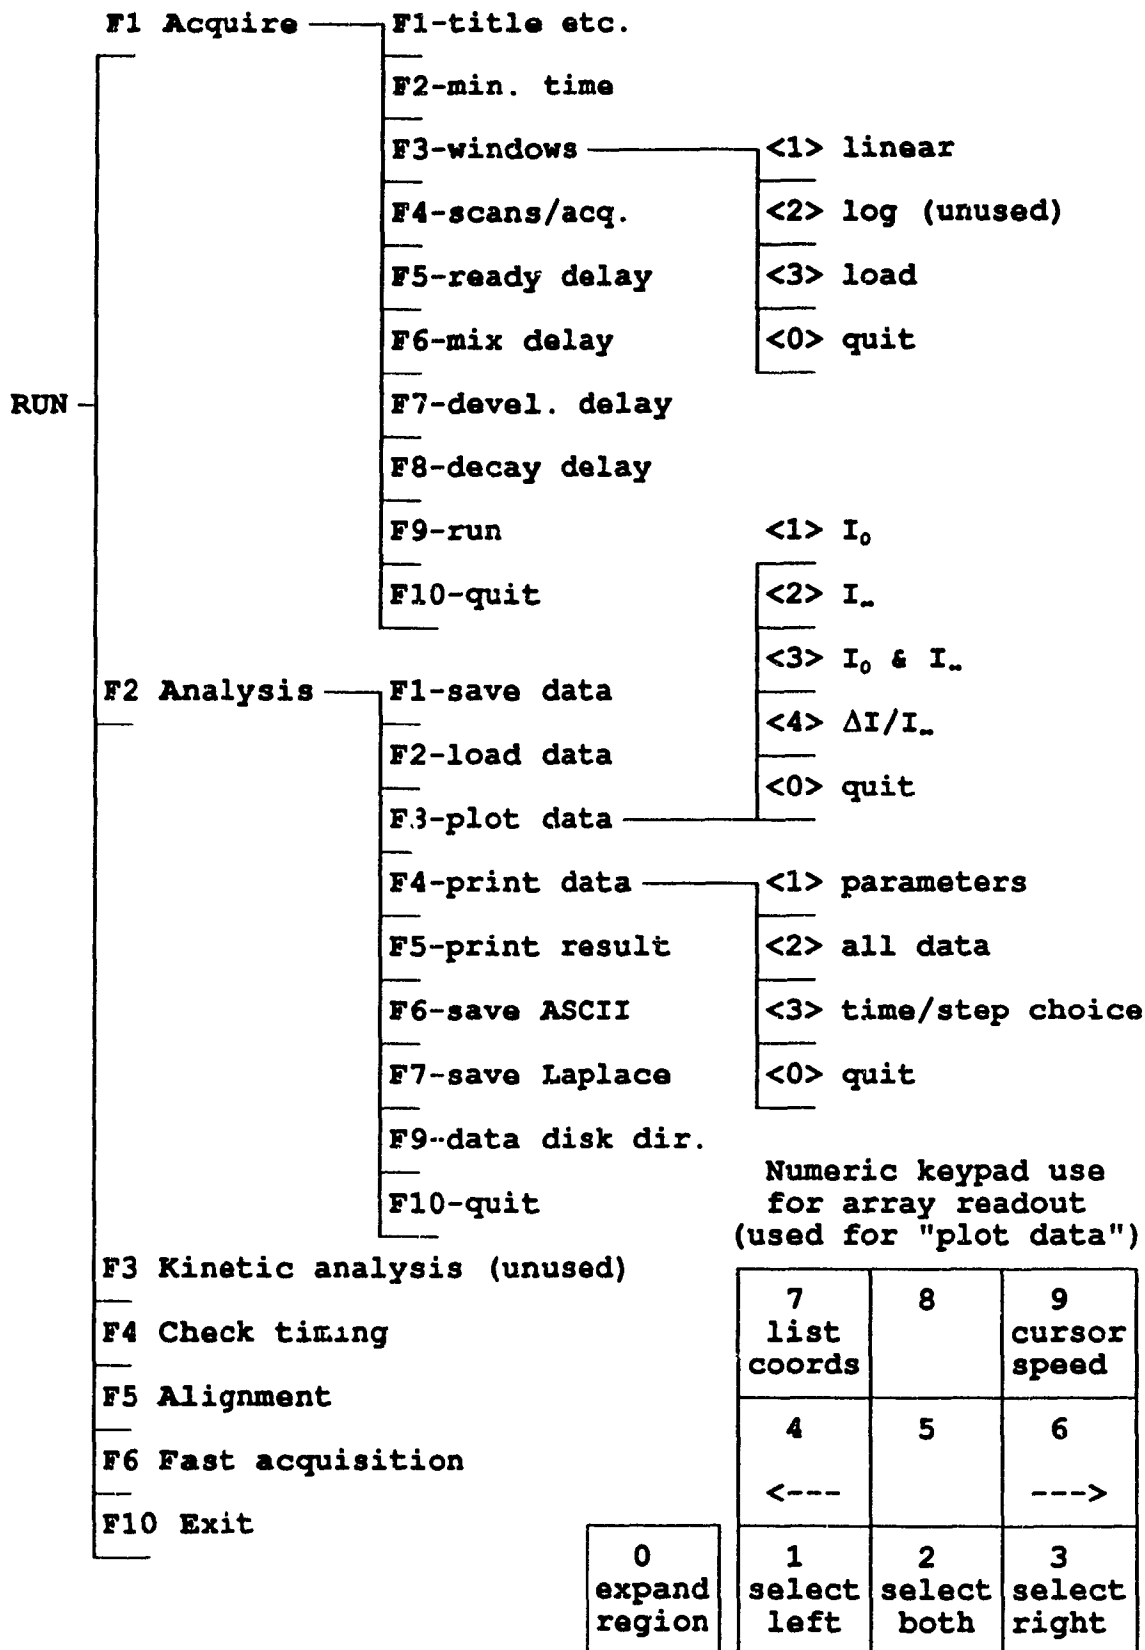 F1 Acquire
F1-title etc.
F2-min. time
F3-windows
<1> linear
F4-scans/acq.
<2> log (unused)
F5-ready delay
<3> load
F6-mix delay
<0> quit
RUN
F7-devel. delay
F8-decay delay
F9-run
<1> I₀
F10-quit
<2> I∞
<3> I₀ & I∞
F2 Analysis
F1-save data
<4> ΔI/I∞
F2-load data
<0> quit
F3-plot data
F4-print data
<1> parameters
F5-print result
<2> all data
F6-save ASCII
<3> time/step choice
F7-save Laplace
<0> quit
F9-data disk dir.
F10-quit
Numeric keypad use
for array readout
(used for "plot data")
F3 Kinetic analysis (unused)
F4 Check timing
F5 Alignment
F6 Fast acquisition
F10 Exit
7
list
coords
8
9
cursor
speed
4
<---
5
6
--->
0
expand
region
1
select
left
2
select
both
3
select
right